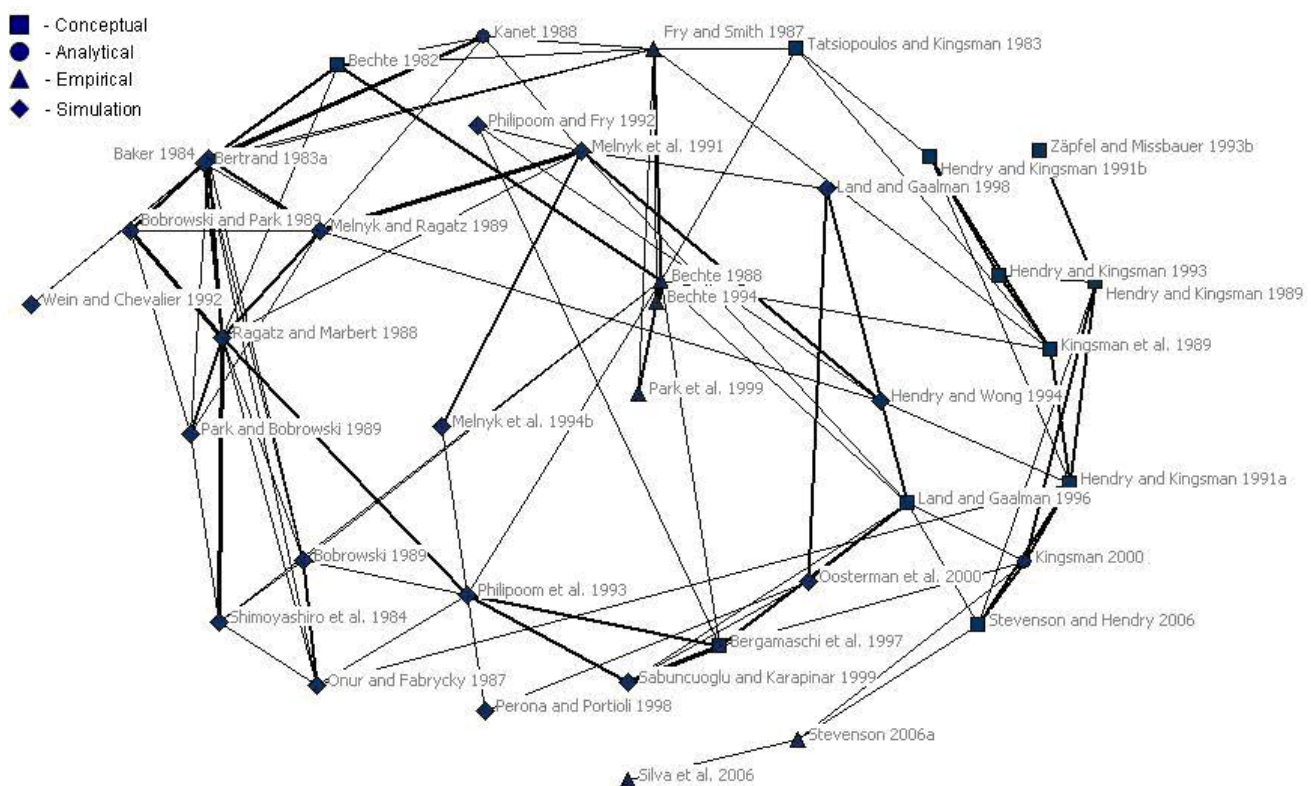 - Conceptual
- Analytical
- Empirical
- Simulation
Kanet 1988
Fry and Smith 1987
Tatsiopoulos and Kingsman 1983
Bechte 1982
Philipoom and Fry 1992
Melnyk et al. 1991
Zäpfel and Missbauer 1993b
Baker 1984
Bertrand 1983a
Hendry and Kingsman 1991b
Land and Gaalman 1998
Bobrowski and Park 1989
Melnyk and Ragatz 1989
Bechte 1988
Hendry and Kingsman 1993
Bechte 1994
Hendry and Kingsman 1989
Wein and Chevalier 1992
Ragatz and Marbert 1988
Kingsman et al. 1989
Park et al. 1999
Hendry and Wong 1994
Melnyk et al. 1994b
Park and Bobrowski 1989
Hendry and Kingsman 1991a
Land and Gaalman 1996
Bobrowski 1989
Kingsman 2000
Oosterman et al. 2000
Philipoom et al. 1993
Shimoyashiro et al. 1984
Stevenson and Hendry 2006
Bergamaschi et al. 1997
Onur and Fabrycky 1987
Sabuncuoglu and Karapinar 1999
Perona and Portioli 1998
Stevenson 2006a
Silva et al. 2006